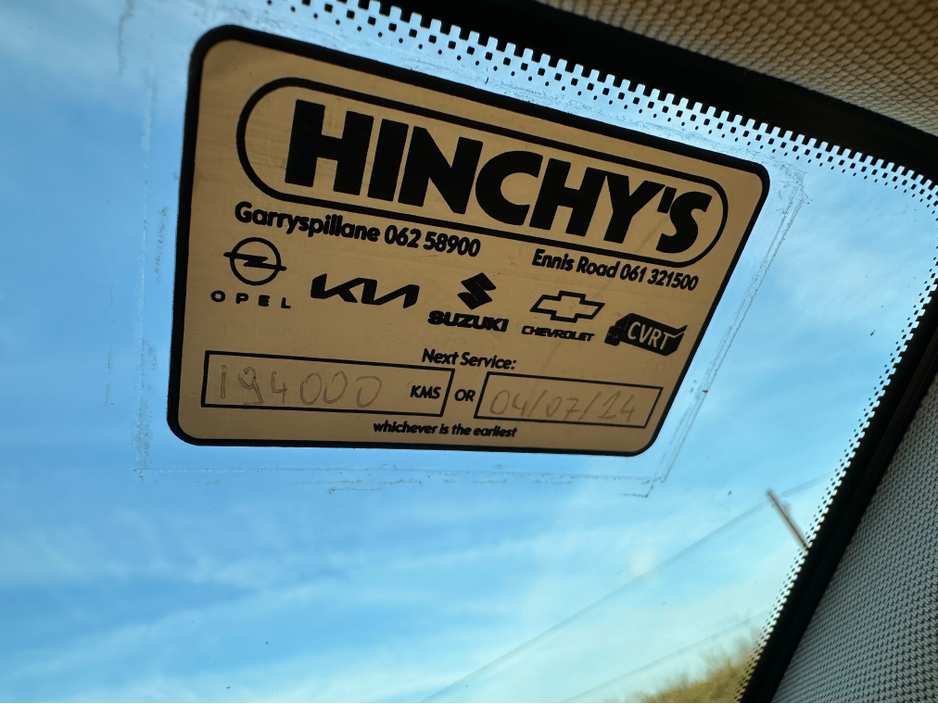 HINCHY'S
Garryspillane 062 58900
Ennis Road 061 321500
OPEL
KIA
SUZUKI
CHEVROLET
CVRT
Next Service:
194000 KMS OR 04/07/24
whichever is the earliest